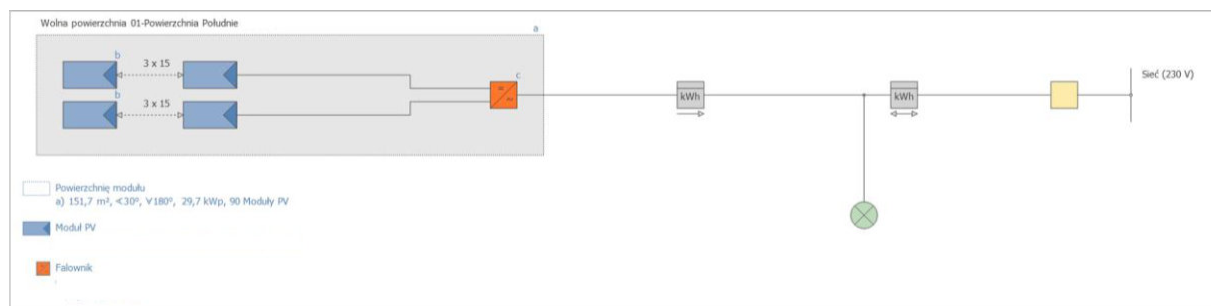 Wolna powierzchnia 01-Powierzchnia Południe
a
b
3 x 15
c
Sieć (230 V)
kWh
kWh
b
3 x 15
Powierzchnię modułu
a) 151,7 m², ∢30°, ∀180°, 29,7 kWp, 90 Moduły PV
Moduł PV
Falownik